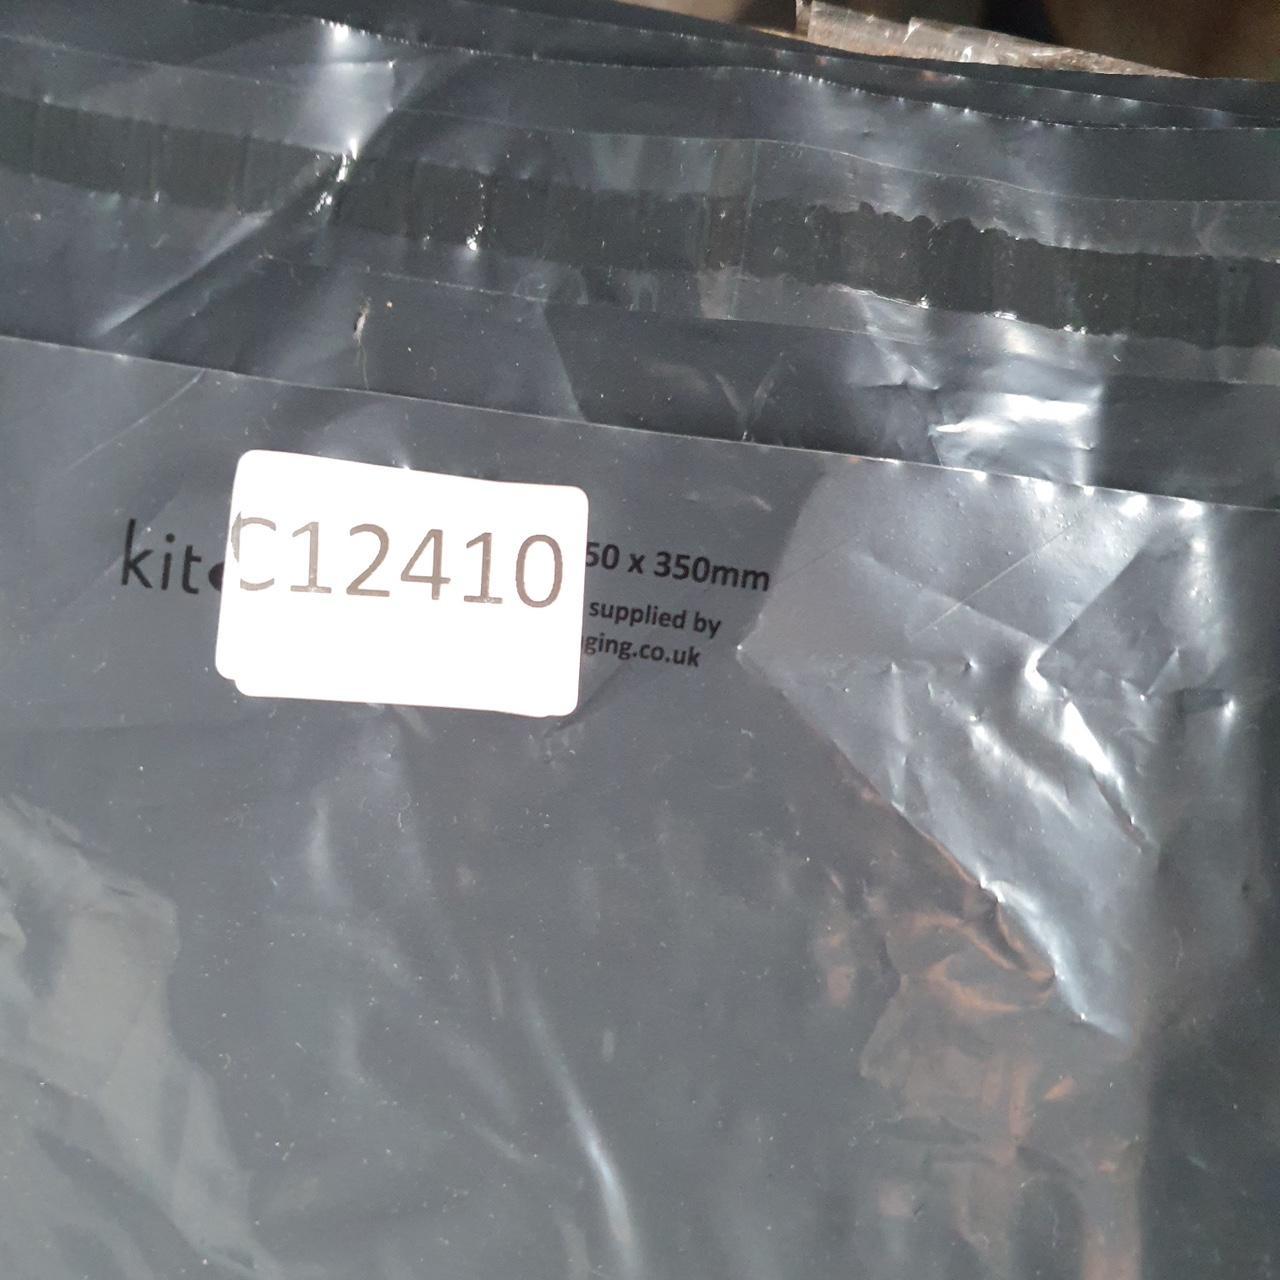 kit
C12410
50 x 350mm
supplied by
ging.co.uk